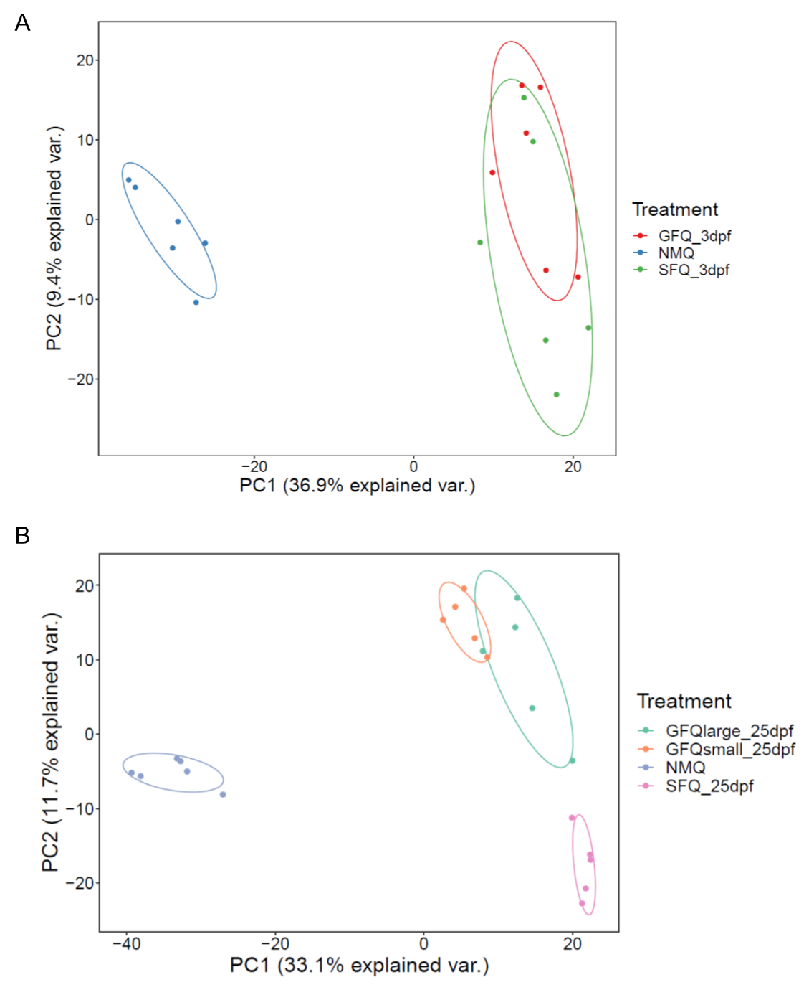 A
20
10
0
−10
−20
PC2 (9.4% explained var.)
−20
0
20
PC1 (36.9% explained var.)
Treatment
GFQ_3dpf
NMQ
SFQ_3dpf
B
20
10
0
−10
−20
PC2 (11.7% explained var.)
−40
−20
0
20
PC1 (33.1% explained var.)
Treatment
GFQlarge_25dpf
GFQsmall_25dpf
NMQ
SFQ_25dpf